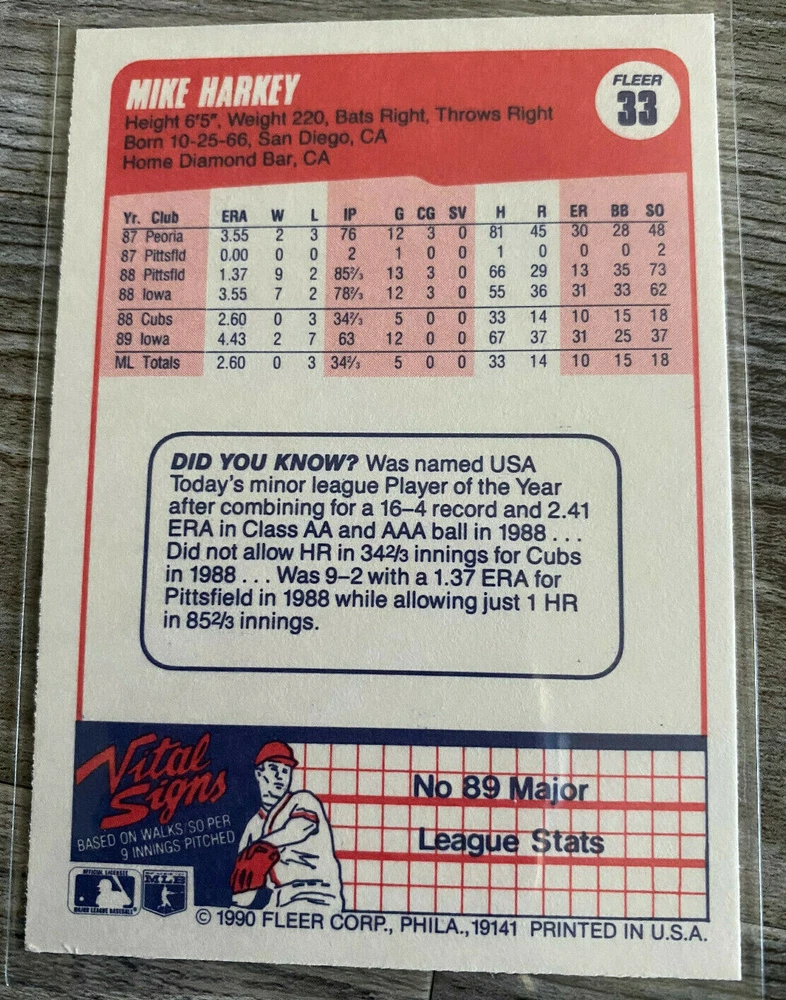 MIKE HARKEY
FLEER
33
Height 6'5", Weight 220, Bats Right, Throws Right
Born 10-25-66, San Diego, CA
Home Diamond Bar, CA
Yr. Club ERA W L IP G CG SV H R ER BB SO
87 Peoria 3.55 2 3 76 12 3 0 81 45 30 28 48
87 Pittsfld 0.00 0 0 2 1 0 0 1 0 0 0 2
88 Pittsfld 1.37 9 2 85⅔ 13 3 0 66 29 13 35 73
88 Iowa 3.55 7 2 78⅔ 12 3 0 55 36 31 33 62
88 Cubs 2.60 0 3 34⅔ 5 0 0 33 14 10 15 18
89 Iowa 4.43 2 7 63 12 0 0 67 37 31 25 37
ML Totals 2.60 0 3 34⅔ 5 0 0 33 14 10 15 18
DID YOU KNOW? Was named USA
Today's minor league Player of the Year
after combining for a 16–4 record and 2.41
ERA in Class AA and AAA ball in 1988 . . .
Did not allow HR in 34⅔ innings for Cubs
in 1988 . . . Was 9–2 with a 1.37 ERA for
Pittsfield in 1988 while allowing just 1 HR
in 85⅔ innings.
Vital
Signs
BASED ON WALKS/SO PER
9 INNINGS PITCHED
No 89 Major
League Stats
OFFICIAL LICENSEE
MAJOR LEAGUE BASEBALL
MLB
© 1990 FLEER CORP., PHILA., 19141 PRINTED IN U.S.A.